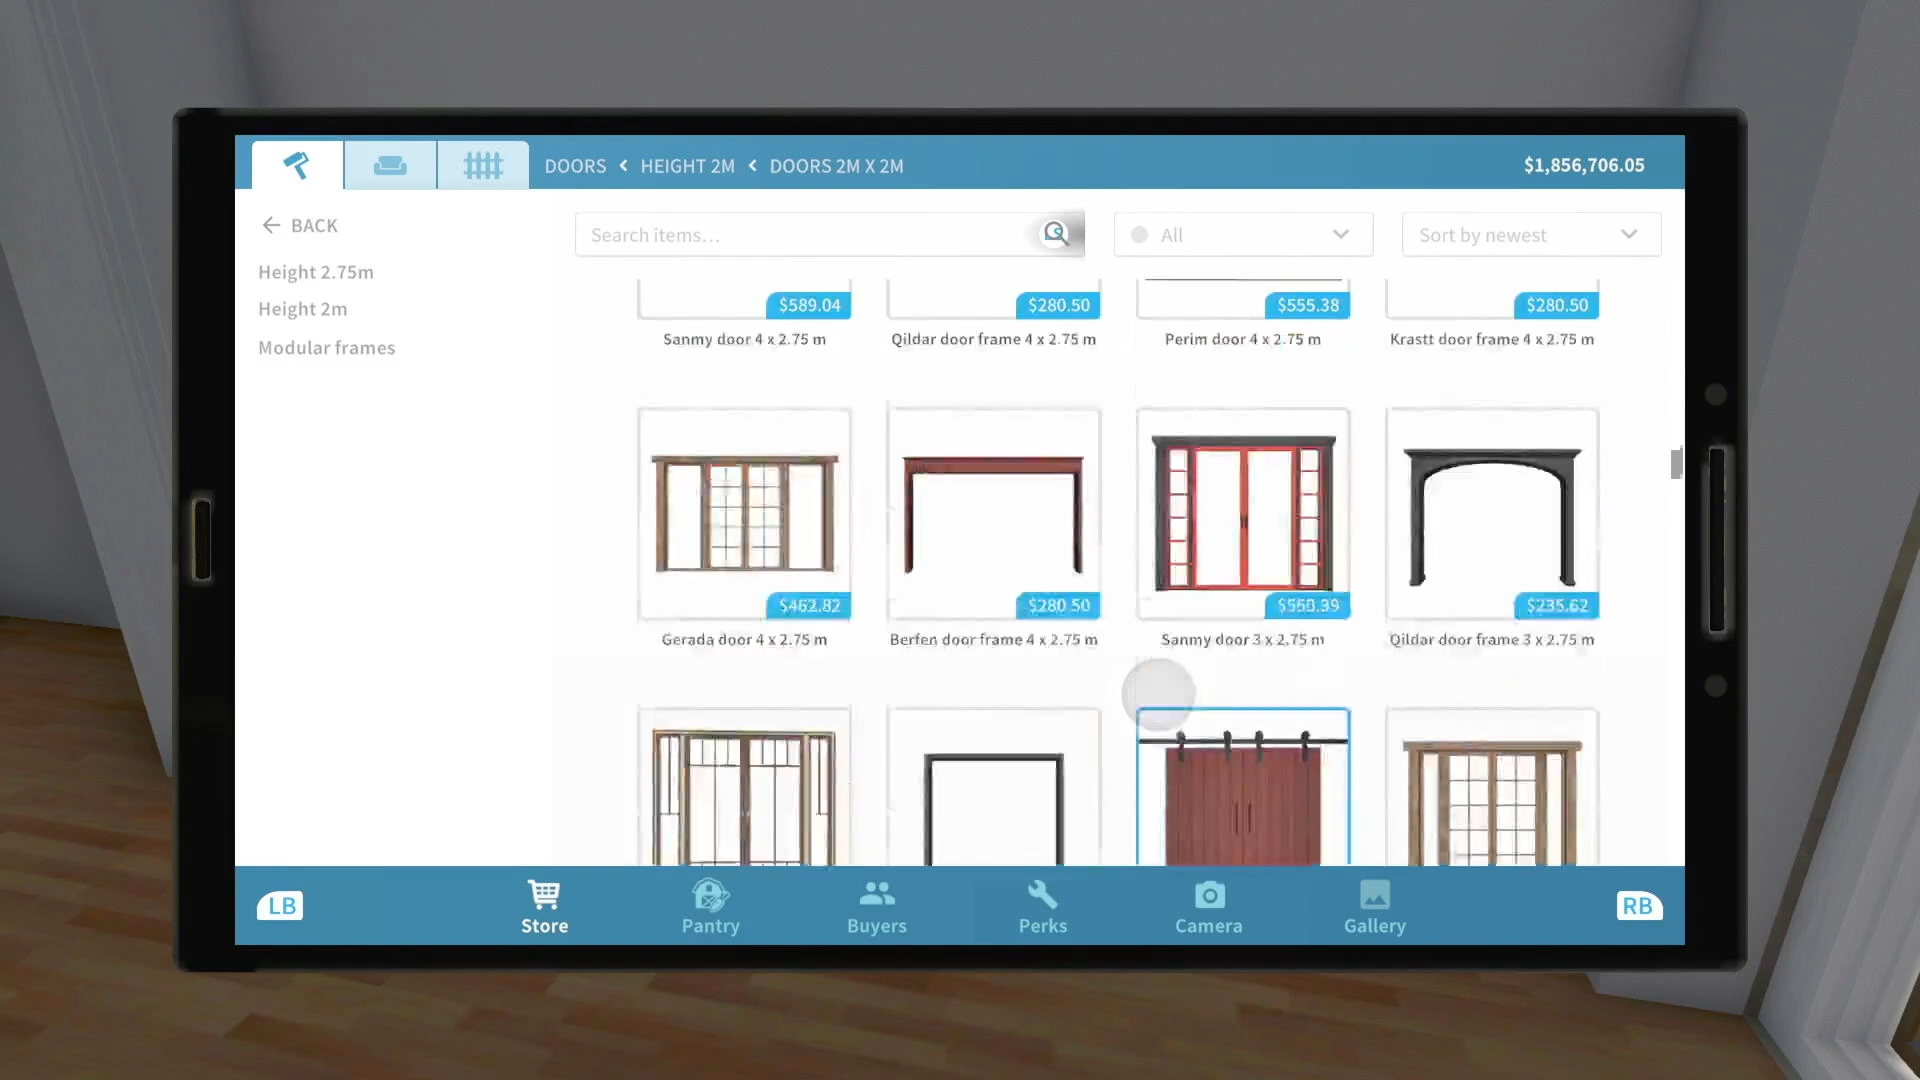 DOORS < HEIGHT 2M < DOORS 2M X 2M
$1,856,706.05
BACK
Search items...
All
Sort by newest
Height 2.75m
Height 2m
Modular frames
$589.04
$280.50
$555.38
$280.50
Sanmy door 4 x 2.75 m
Qildar door frame 4 x 2.75 m
Perim door 4 x 2.75 m
Krastt door frame 4 x 2.75 m
$462.82
$280.50
$235.62
Gerada door 4 x 2.75 m
Berfen door frame 4 x 2.75 m
Sanmy door 3 x 2.75 m
Qildar door frame 3 x 2.75 m
LB
Store
Pantry
Buyers
Perks
Camera
Gallery
RB